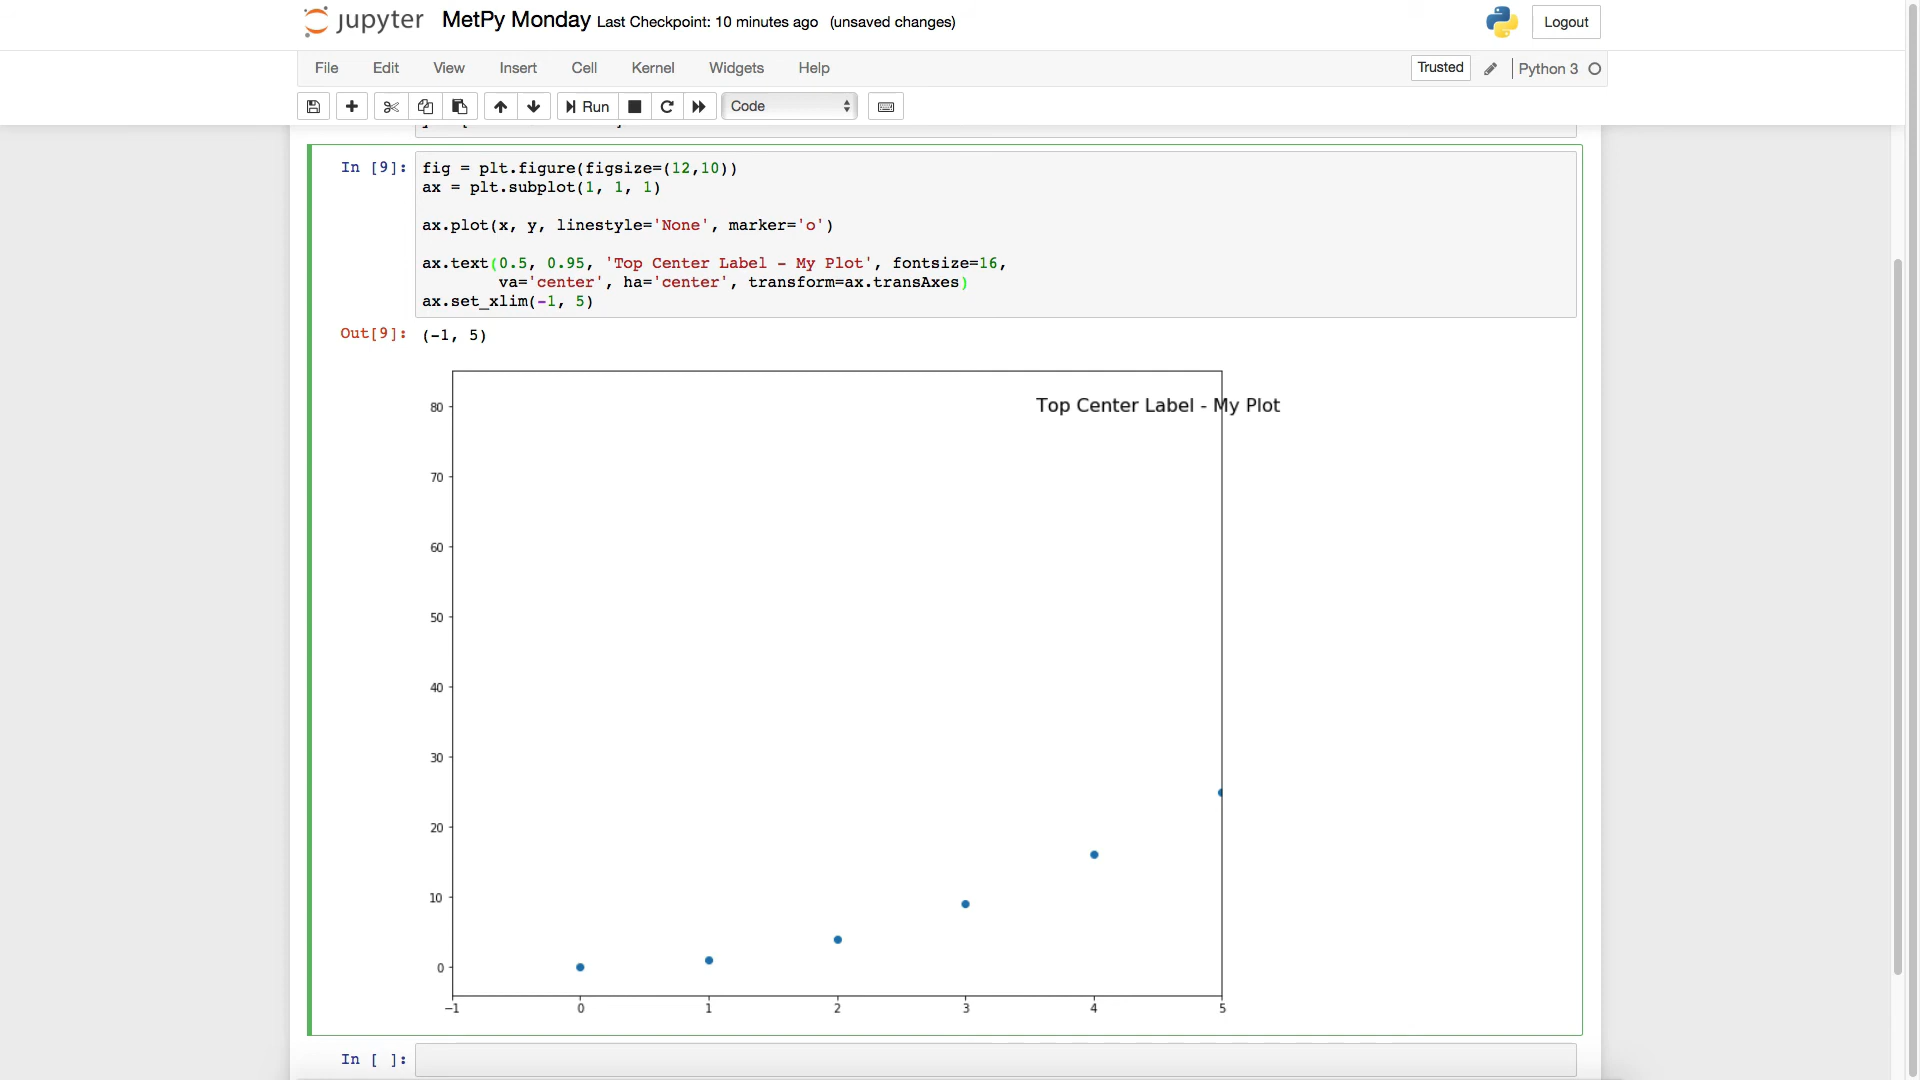 jupyter MetPy Monday Last Checkpoint: 10 minutes ago (unsaved changes) Logout
File Edit View Insert Cell Kernel Widgets Help Trusted Python 3
Run Code
In [9]: fig = plt.figure(figsize=(12,10))
ax = plt.subplot(1, 1, 1)
ax.plot(x, y, linestyle='None', marker='o')
ax.text(0.5, 0.95, 'Top Center Label - My Plot', fontsize=16,
va='center', ha='center', transform=ax.transAxes)
ax.set_xlim(-1, 5)
Out[9]: (-1, 5)
80
Top Center Label - My Plot
70
60
50
40
30
20
10
0
−1 0 1 2 3 4 5
In [ ]: